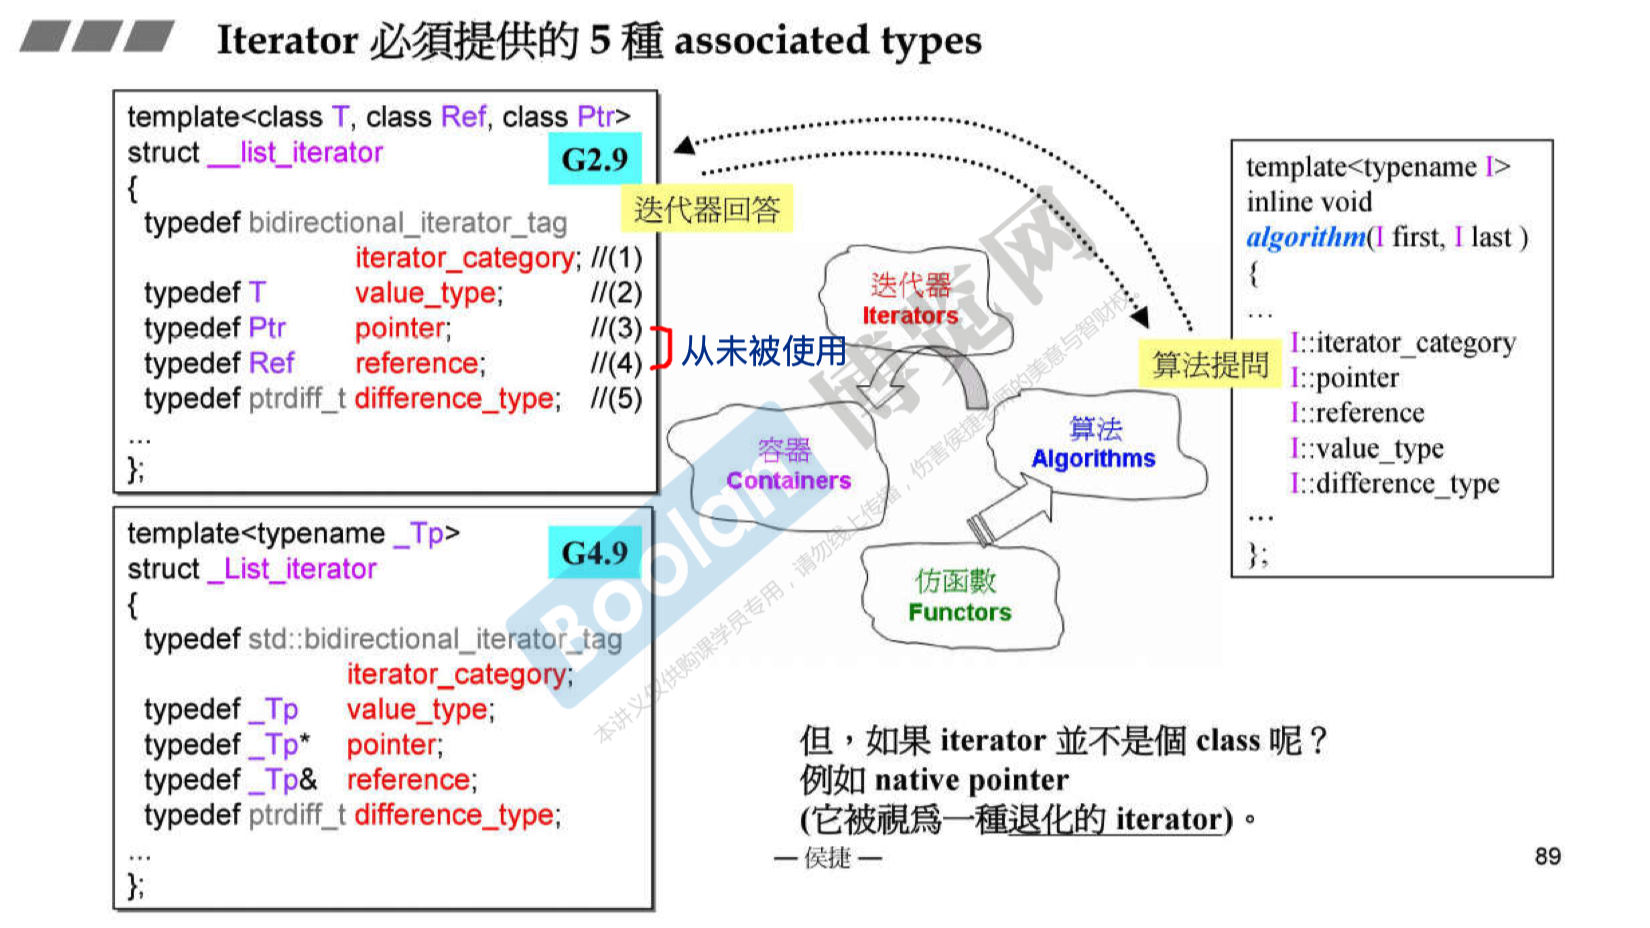 Iterator 必須提供的 5 種 associated types
template<class T, class Ref, class Ptr>
struct __list_iterator
G2.9
{
typedef bidirectional_iterator_tag
iterator_category; //(1)
typedef T value_type; //(2)
typedef Ptr pointer; //(3)
typedef Ref reference; //(4)
typedef ptrdiff_t difference_type; //(5)
...
};
从未被使用
迭代器回答
template<typename _Tp>
struct _List_iterator
G4.9
{
typedef std::bidirectional_iterator_tag
iterator_category;
typedef _Tp value_type;
typedef _Tp* pointer;
typedef _Tp& reference;
typedef ptrdiff_t difference_type;
...
};
迭代器
Iterators
容器
Containers
算法
Algorithms
仿函數
Functors
算法提問
template<typename I>
inline void
algorithm(I first, I last )
{
...
I::iterator_category
I::pointer
I::reference
I::value_type
I::difference_type
...
};
但，如果 iterator 並不是個 class 呢？
例如 native pointer
(它被視爲一種退化的 iterator)。
— 侯捷 —
89
Boolan 博览网
本讲义仅供购课学员专用，请勿线上传播，伤害侯捷老师的美意与智财权。